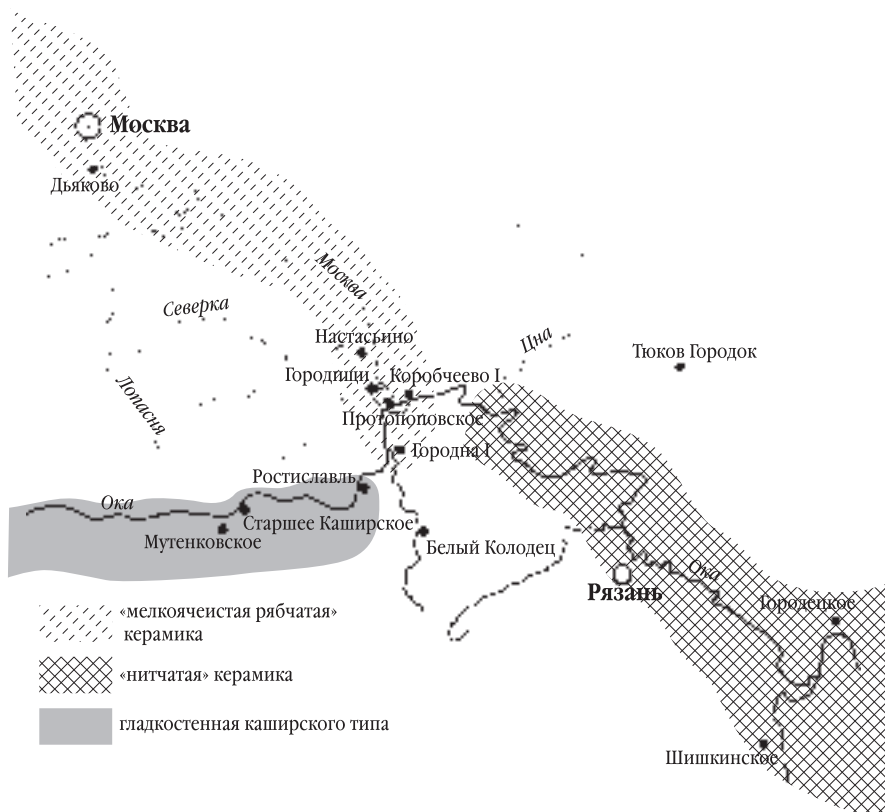 Москва
Дьяково
Москва
Северка
Настасьино
Цна
Тюков Городок
Городищи
Коробчеево I
Лопасня
Протопоповское
Городна I
Ростиславль
Ока
Старшее Каширское
Мутенковское
Белый Колодец
Ока
Рязань
Городецкое
«мелкоячеистая рябчатая»
керамика
«нитчатая» керамика
гладкостенная каширского типа
Шишкинское